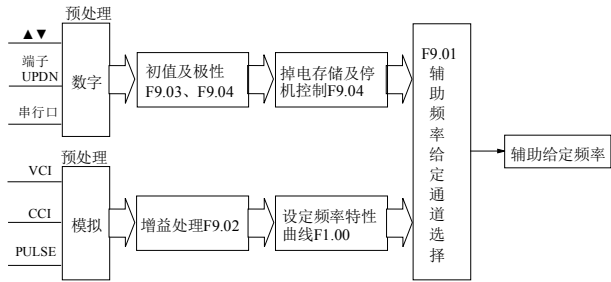 预处理
▲▼
端子
UPDN
串行口
数字
初值及极性
F9.03、F9.04
掉电存储及停
机控制F9.04
预处理
VCI
CCI
PULSE
模拟
增益处理F9.02
设定频率特性
曲线F1.00
F9.01
辅
助
频
率
给
定
通
道
选
择
辅助给定频率